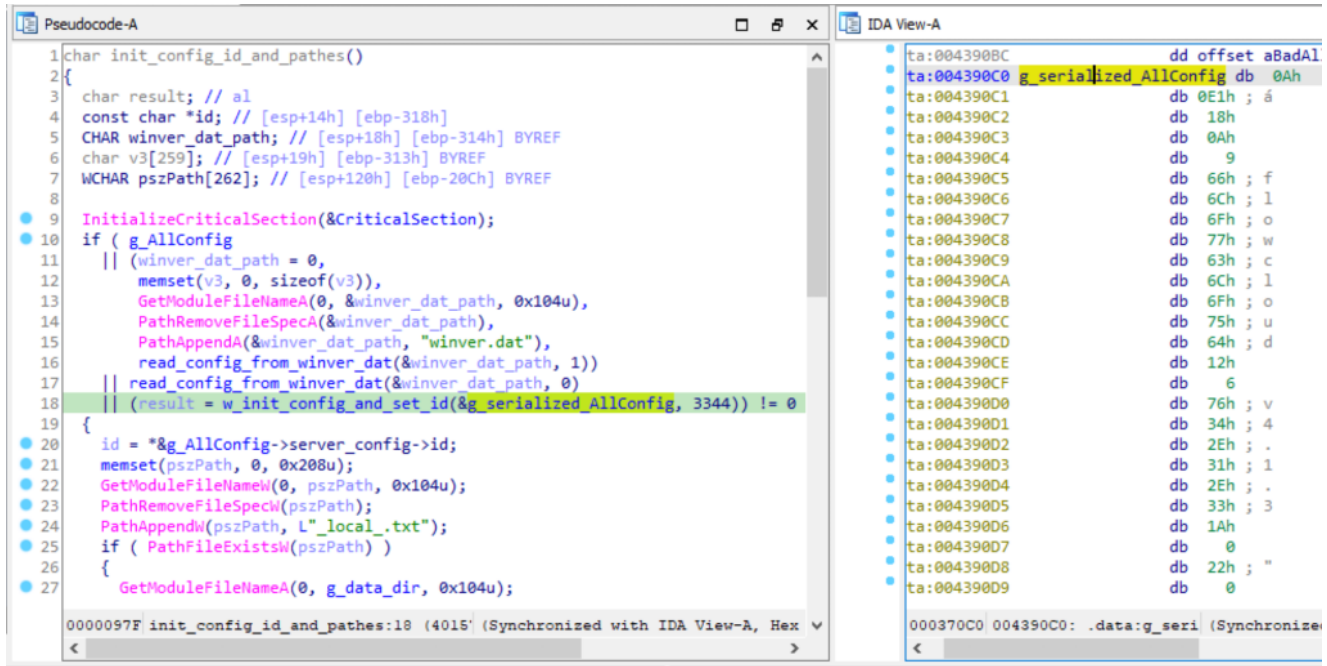 Pseudocode-A
1 char init_config_id_and_pathes()
2 {
3 char result; // al
4 const char *id; // [esp+14h] [ebp-318h]
5 CHAR winver_dat_path; // [esp+18h] [ebp-314h] BYREF
6 char v3[259]; // [esp+19h] [ebp-313h] BYREF
7 WCHAR pszPath[262]; // [esp+120h] [ebp-20Ch] BYREF
8
9 InitializeCriticalSection(&CriticalSection);
10 if ( g_AllConfig
11 || (winver_dat_path = 0,
12 memset(v3, 0, sizeof(v3)),
13 GetModuleFileNameA(0, &winver_dat_path, 0x104u),
14 PathRemoveFileSpecA(&winver_dat_path),
15 PathAppendA(&winver_dat_path, "winver.dat"),
16 read_config_from_winver_dat(&winver_dat_path, 1))
17 || read_config_from_winver_dat(&winver_dat_path, 0)
18 || (result = w_init_config_and_set_id(&g_serialized_AllConfig, 3344)) != 0
19 {
20 id = *&g_AllConfig->server_config->id;
21 memset(pszPath, 0, 0x208u);
22 GetModuleFileNameW(0, pszPath, 0x104u);
23 PathRemoveFileSpecW(pszPath);
24 PathAppendW(pszPath, L"_local_.txt");
25 if ( PathFileExistsW(pszPath) )
26 {
27 GetModuleFileNameA(0, g_data_dir, 0x104u);
0000097F init_config_id_and_pathes:18 (4015 (Synchronized with IDA View-A, Hex
IDA View-A
ta:004390BC dd offset aBadAll
ta:004390C0 g_serialized_AllConfig db 0Ah
ta:004390C1 db 0E1h ; á
ta:004390C2 db 18h
ta:004390C3 db 0Ah
ta:004390C4 db 9
ta:004390C5 db 66h ; f
ta:004390C6 db 6Ch ; l
ta:004390C7 db 6Fh ; o
ta:004390C8 db 77h ; w
ta:004390C9 db 63h ; c
ta:004390CA db 6Ch ; l
ta:004390CB db 6Fh ; o
ta:004390CC db 75h ; u
ta:004390CD db 64h ; d
ta:004390CE db 12h
ta:004390CF db 6
ta:004390D0 db 76h ; v
ta:004390D1 db 34h ; 4
ta:004390D2 db 2Eh ; .
ta:004390D3 db 31h ; 1
ta:004390D4 db 2Eh ; .
ta:004390D5 db 33h ; 3
ta:004390D6 db 1Ah
ta:004390D7 db 0
ta:004390D8 db 22h ; "
ta:004390D9 db 0
000370C0 004390C0: .data:g_seri (Synchronized